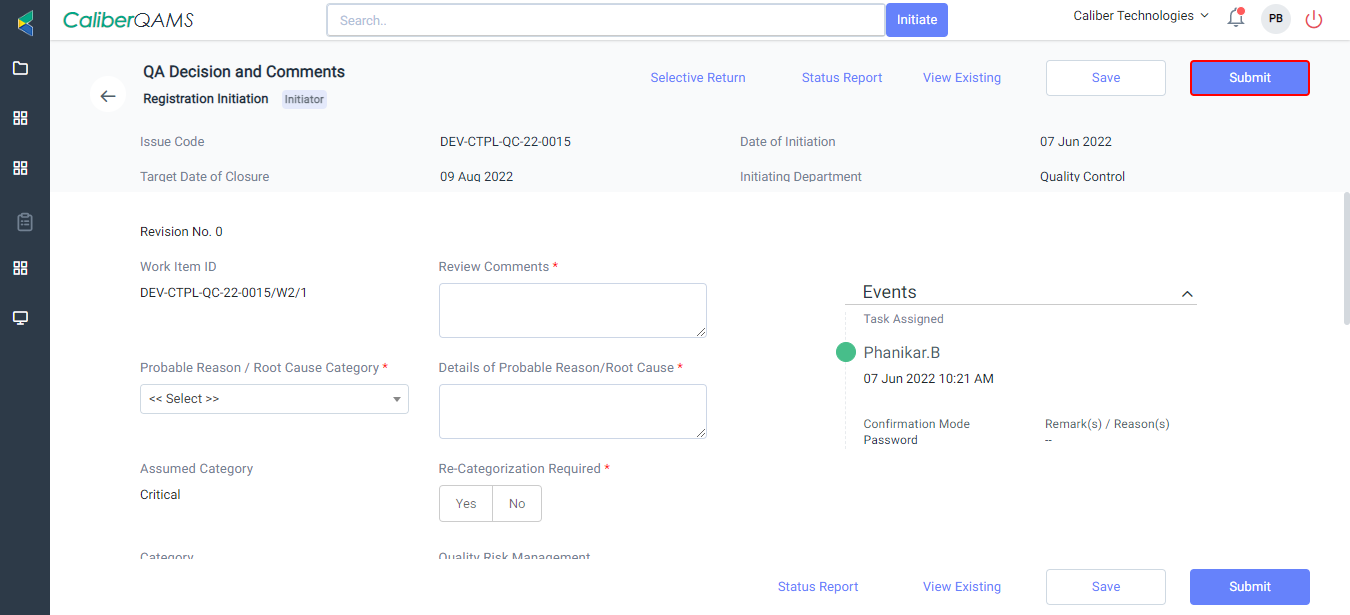 CaliberQAMS
Search..
Initiate
Caliber Technologies
PB
QA Decision and Comments
Registration Initiation
Initiator
Selective Return
Status Report
View Existing
Save
Submit
Issue Code
DEV-CTPL-QC-22-0015
Date of Initiation
07 Jun 2022
Target Date of Closure
09 Aug 2022
Initiating Department
Quality Control
Revision No. 0
Work Item ID
DEV-CTPL-QC-22-0015/W2/1
Review Comments *
Probable Reason / Root Cause Category *
<< Select >>
Details of Probable Reason/Root Cause *
Assumed Category
Critical
Re-Categorization Required *
Yes
No
Category
Quality Risk Management
Events
Task Assigned
Phanikar.B
07 Jun 2022 10:21 AM
Confirmation Mode
Password
Remark(s) / Reason(s)
--
Status Report
View Existing
Save
Submit